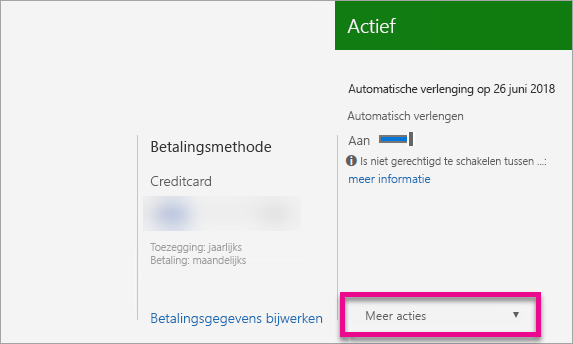 Actief
Automatische verlenging op 26 juni 2018
Automatisch verlengen
Aan
Is niet gerechtigd te schakelen tussen ...:
meer informatie
Betalingsmethode
Creditcard
Toezegging: jaarlijks
Betaling: maandelijks
Betalingsgegevens bijwerken
Meer acties